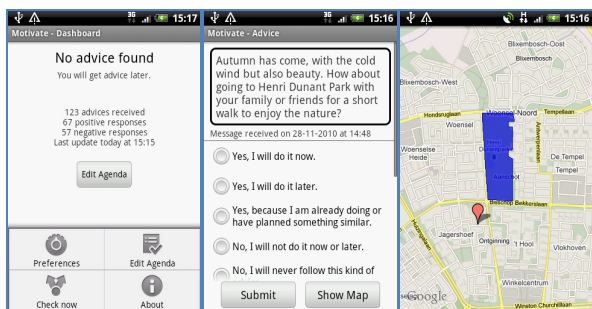 3G 15:17
Motivate - Dashboard
No advice found
You will get advice later.
123 advices received
67 positive responses
57 negative responses
Last update today at 15:15
Edit Agenda
Preferences
Edit Agenda
Check now
About
3G 15:16
Motivate - Advice
Autumn has come, with the cold
wind but also beauty. How about
going to Henri Dunant Park with
your family or friends for a short
walk to enjoy the nature?
Message received on 28-11-2010 at 14:48
Yes, I will do it now.
Yes, I will do it later.
Yes, because I am already doing or
have planned something similar.
No, I will not do it now or later.
No, I will never follow this kind of
Submit
Show Map
H 15:16
Blixembosch-Oost
Blixembosch
Blixembosch-West
Hondsruglaan
Woensel-Noord
Tempellaan
Woensel
Woenselse
Heide
De Tempel
Tempel
Aanschot
Bakkerslaan
Jagershoef
Ontginning
't Hool
Vlokhoven
Winkelcentrum
Google
Winston Churchilllaan